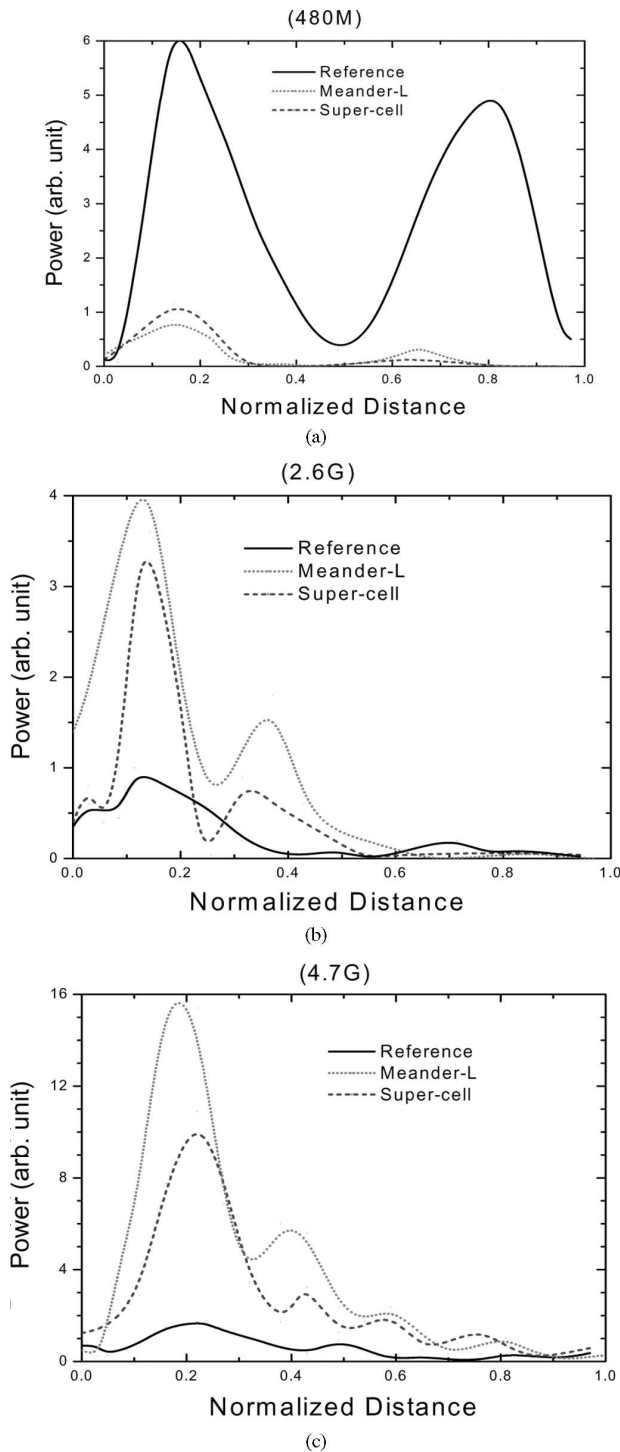 (480M)
6
5
4
3
2
1
0
Power (arb. unit)
Reference
Meander-L
Super-cell
0.0 0.2 0.4 0.6 0.8 1.0
Normalized Distance
(a)
(2.6G)
4
3
2
1
0
Power (arb. unit)
Reference
Meander-L
Super-cell
0.0 0.2 0.4 0.6 0.8 1.0
Normalized Distance
(b)
(4.7G)
16
12
8
4
0
Power (arb. unit)
Reference
Meander-L
Super-cell
0.0 0.2 0.4 0.6 0.8 1.0
Normalized Distance
(c)